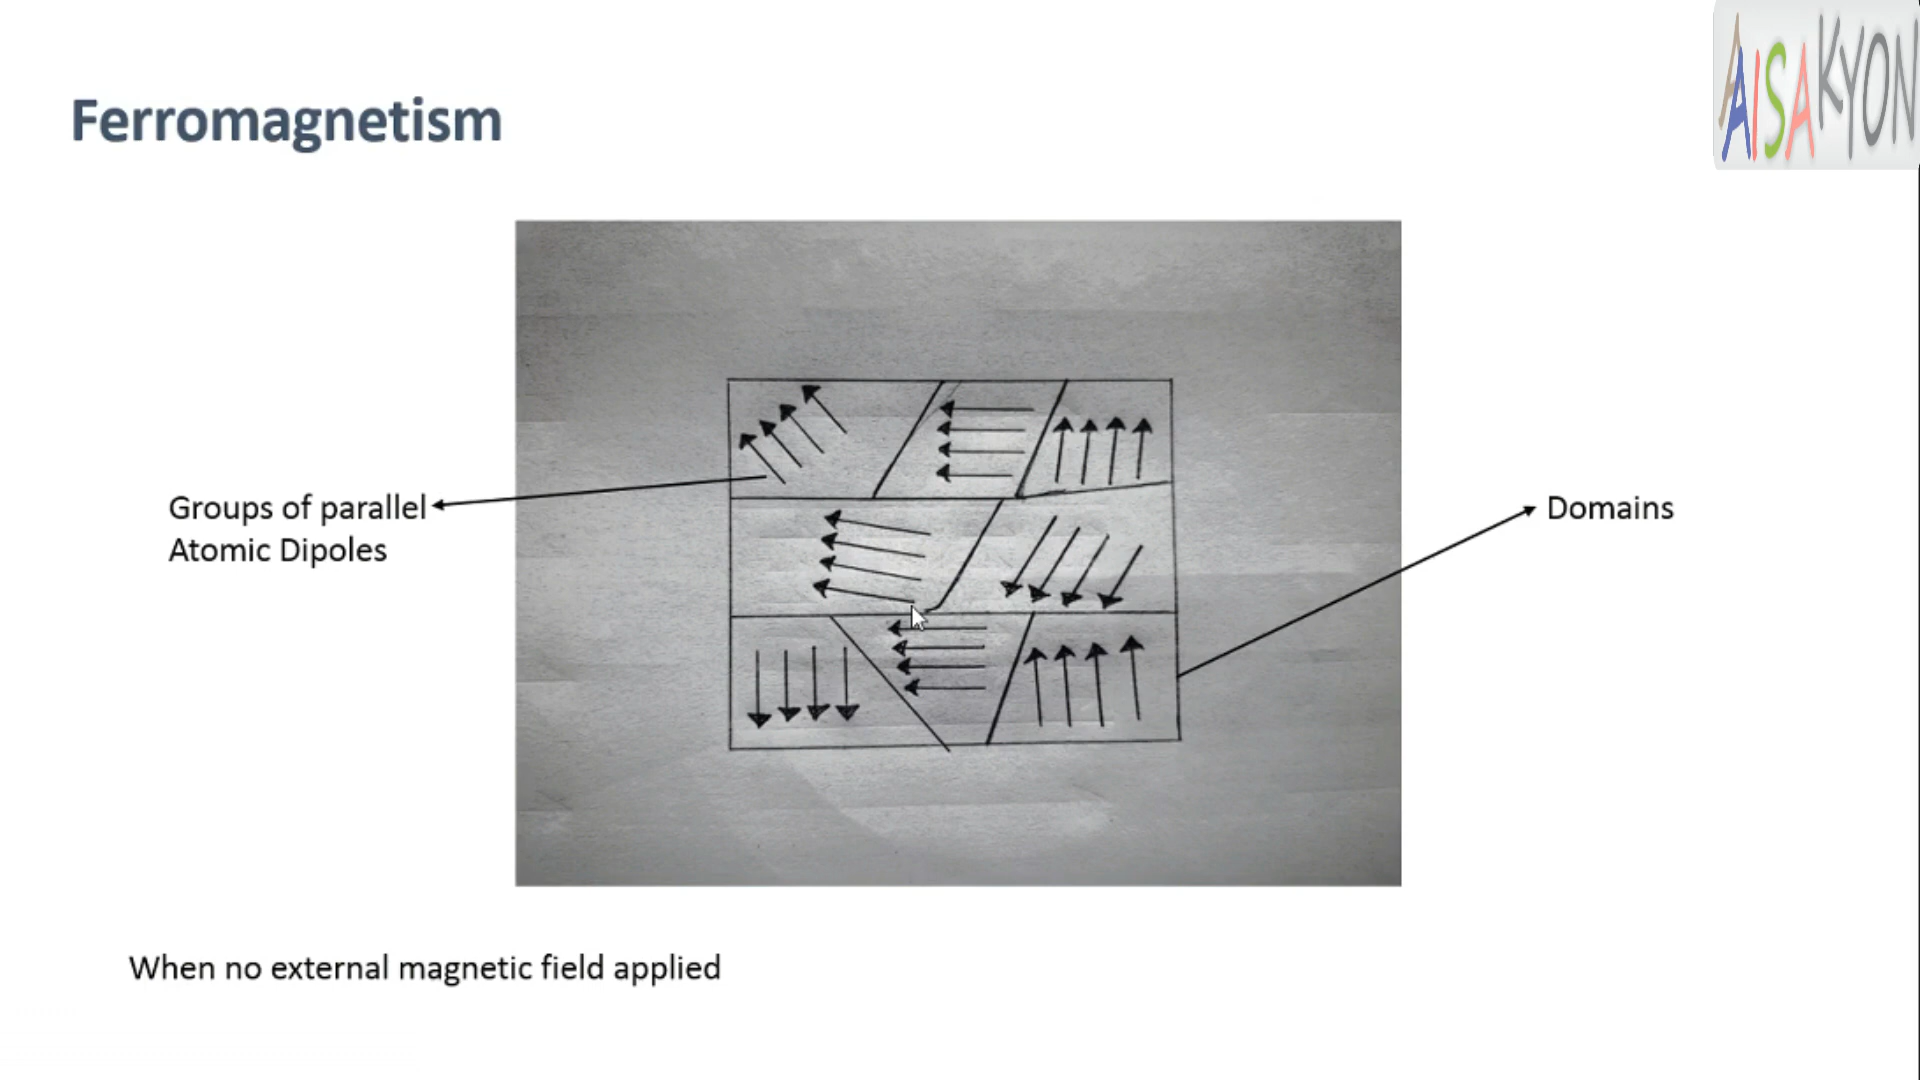 AISAKYON
Ferromagnetism
Groups of parallel
Atomic Dipoles
Domains
When no external magnetic field applied